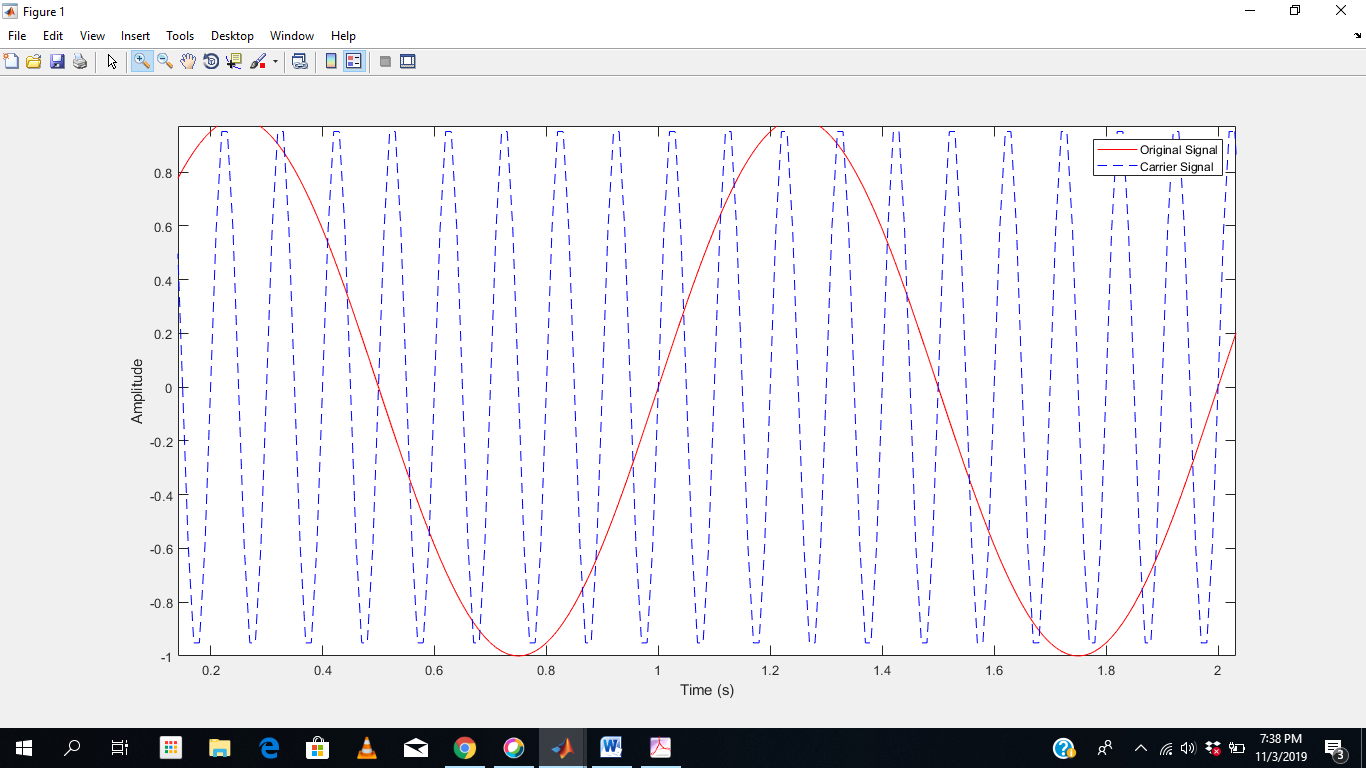 Figure 1
File Edit View Insert Tools Desktop Window Help
Original Signal
Carrier Signal
0.8
0.6
0.4
0.2
0
-0.2
-0.4
-0.6
-0.8
-1
Amplitude
0.2 0.4 0.6 0.8 1 1.2 1.4 1.6 1.8 2
Time (s)
7:38 PM
11/3/2019
3